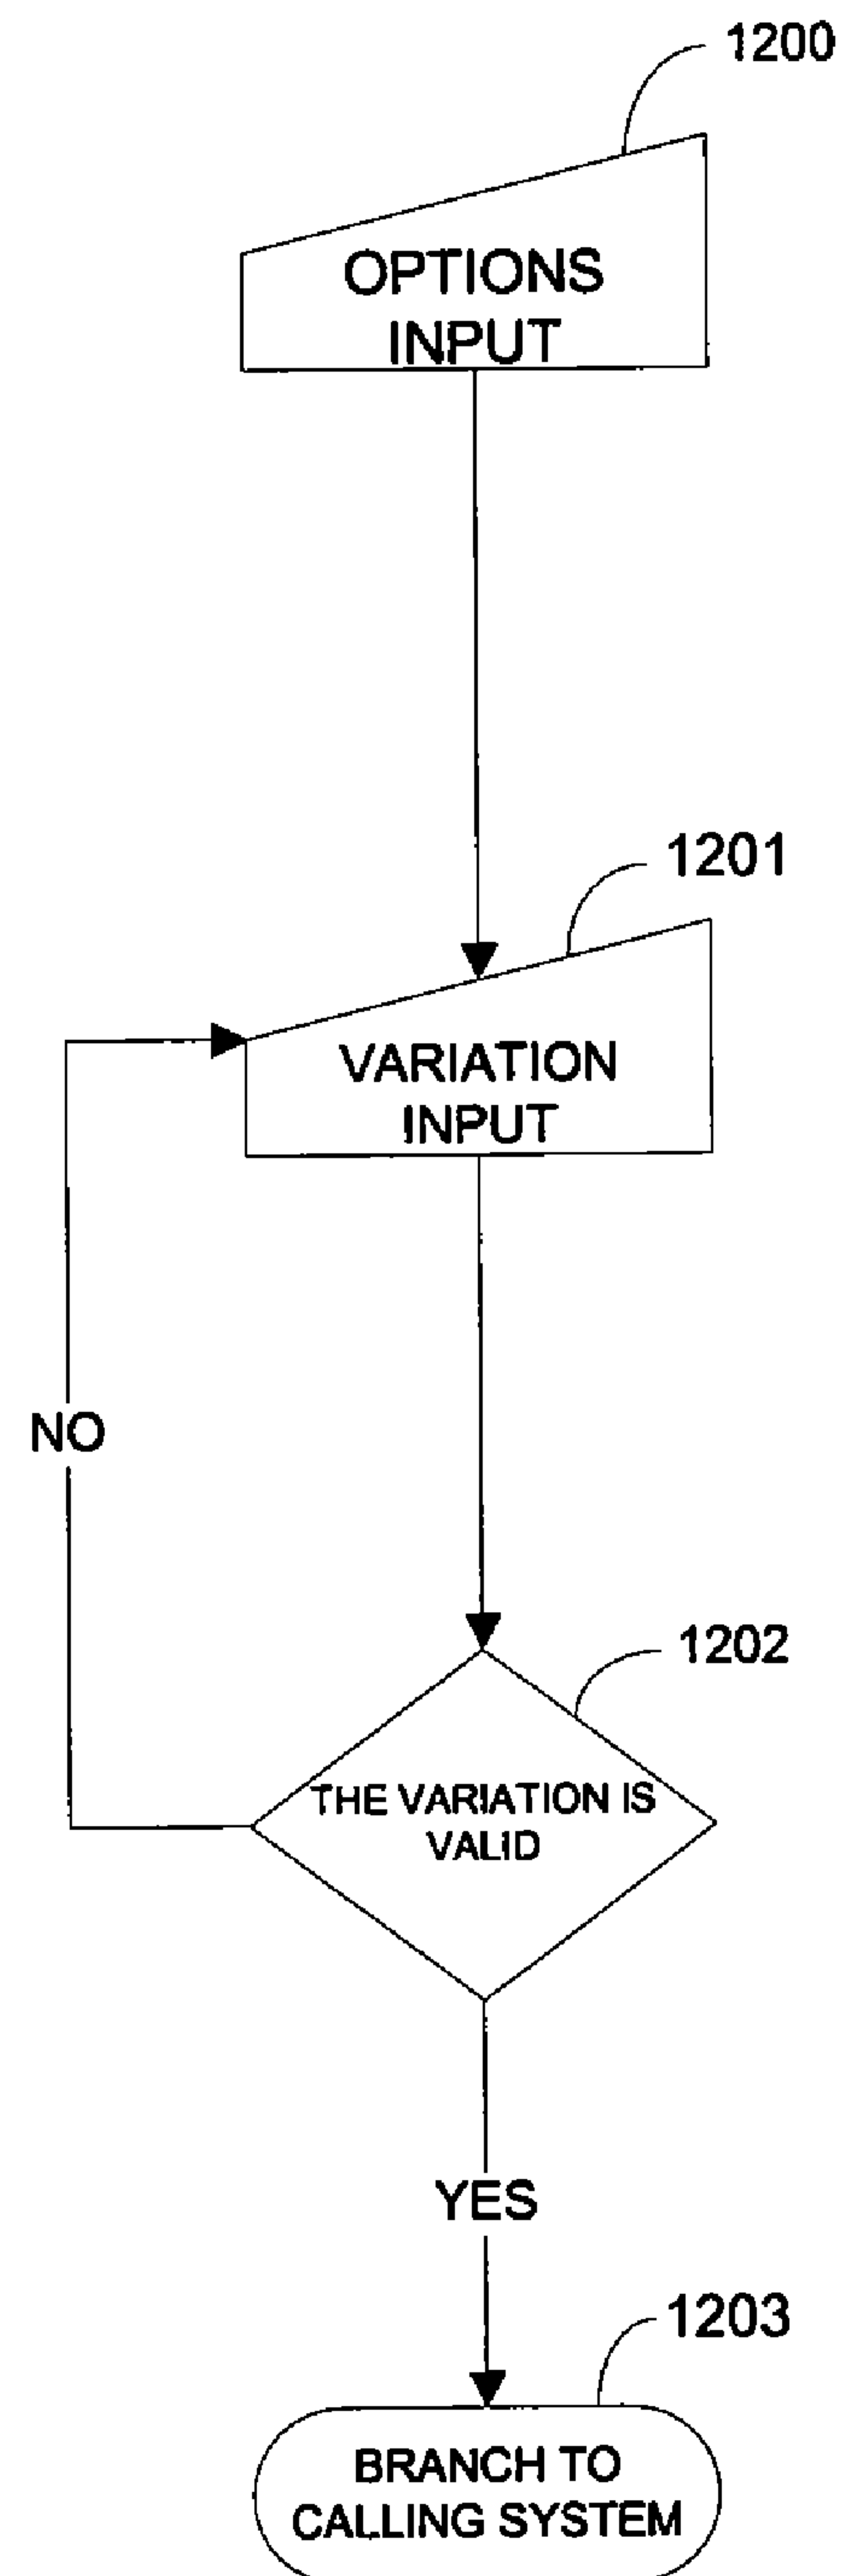 1200
OPTIONS
INPUT
1201
VARIATION
INPUT
NO
1202
THE VARIATION IS
VALID
YES
1203
BRANCH TO
CALLING SYSTEM